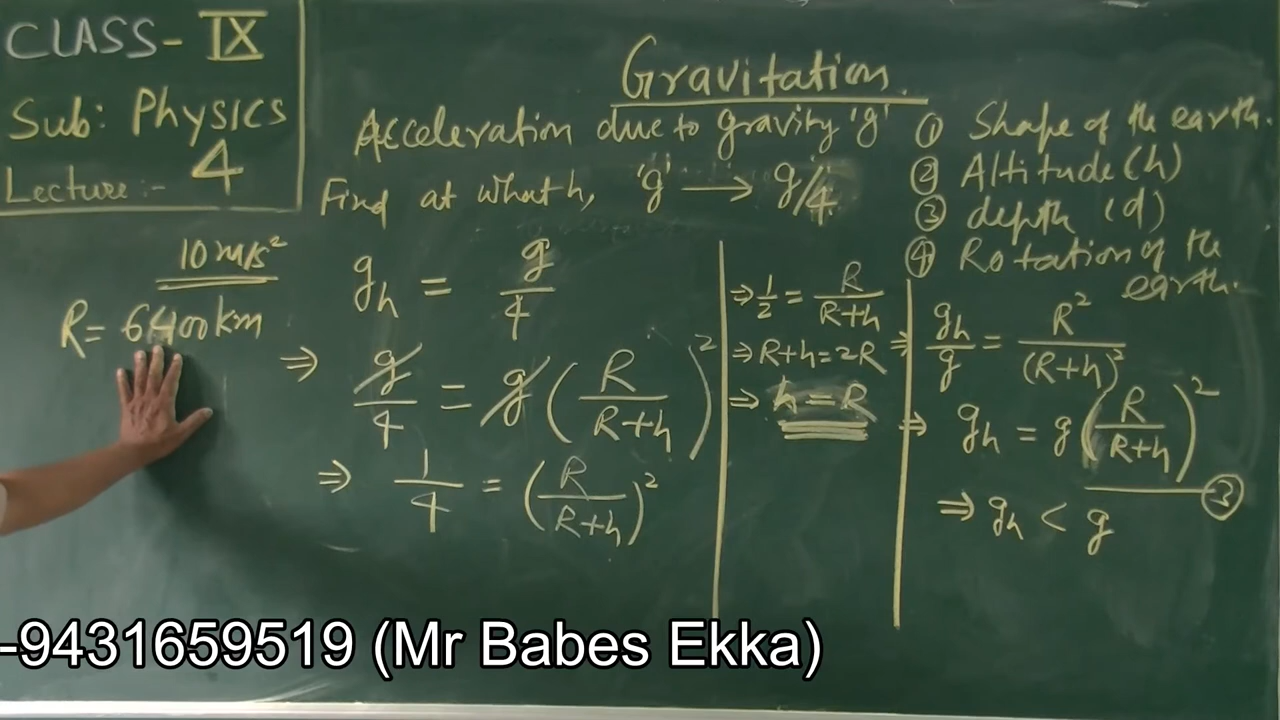 CLASS- IX
Sub: Physics
Lecture:- 4
Gravitation.
Acceleration due to gravity 'g'
Find at what h, 'g' ⟶ g/4
① Shape of the earth.
② Altitude (h)
③ depth (d)
④ Rotation of the
earth.
10 m/s²
R = 6400km
g_h = g/4
⇒ g/4 = g (R/(R+h))²
⇒ 1/4 = (R/(R+h))²
⇒ 1/2 = R/(R+h)
⇒ R+h = 2R
⇒ h = R
⇒ g_h/g = R²/(R+h)²
⇒ g_h = g (R/(R+h))² ③
⇒ g_h < g
-9431659519 (Mr Babes Ekka)